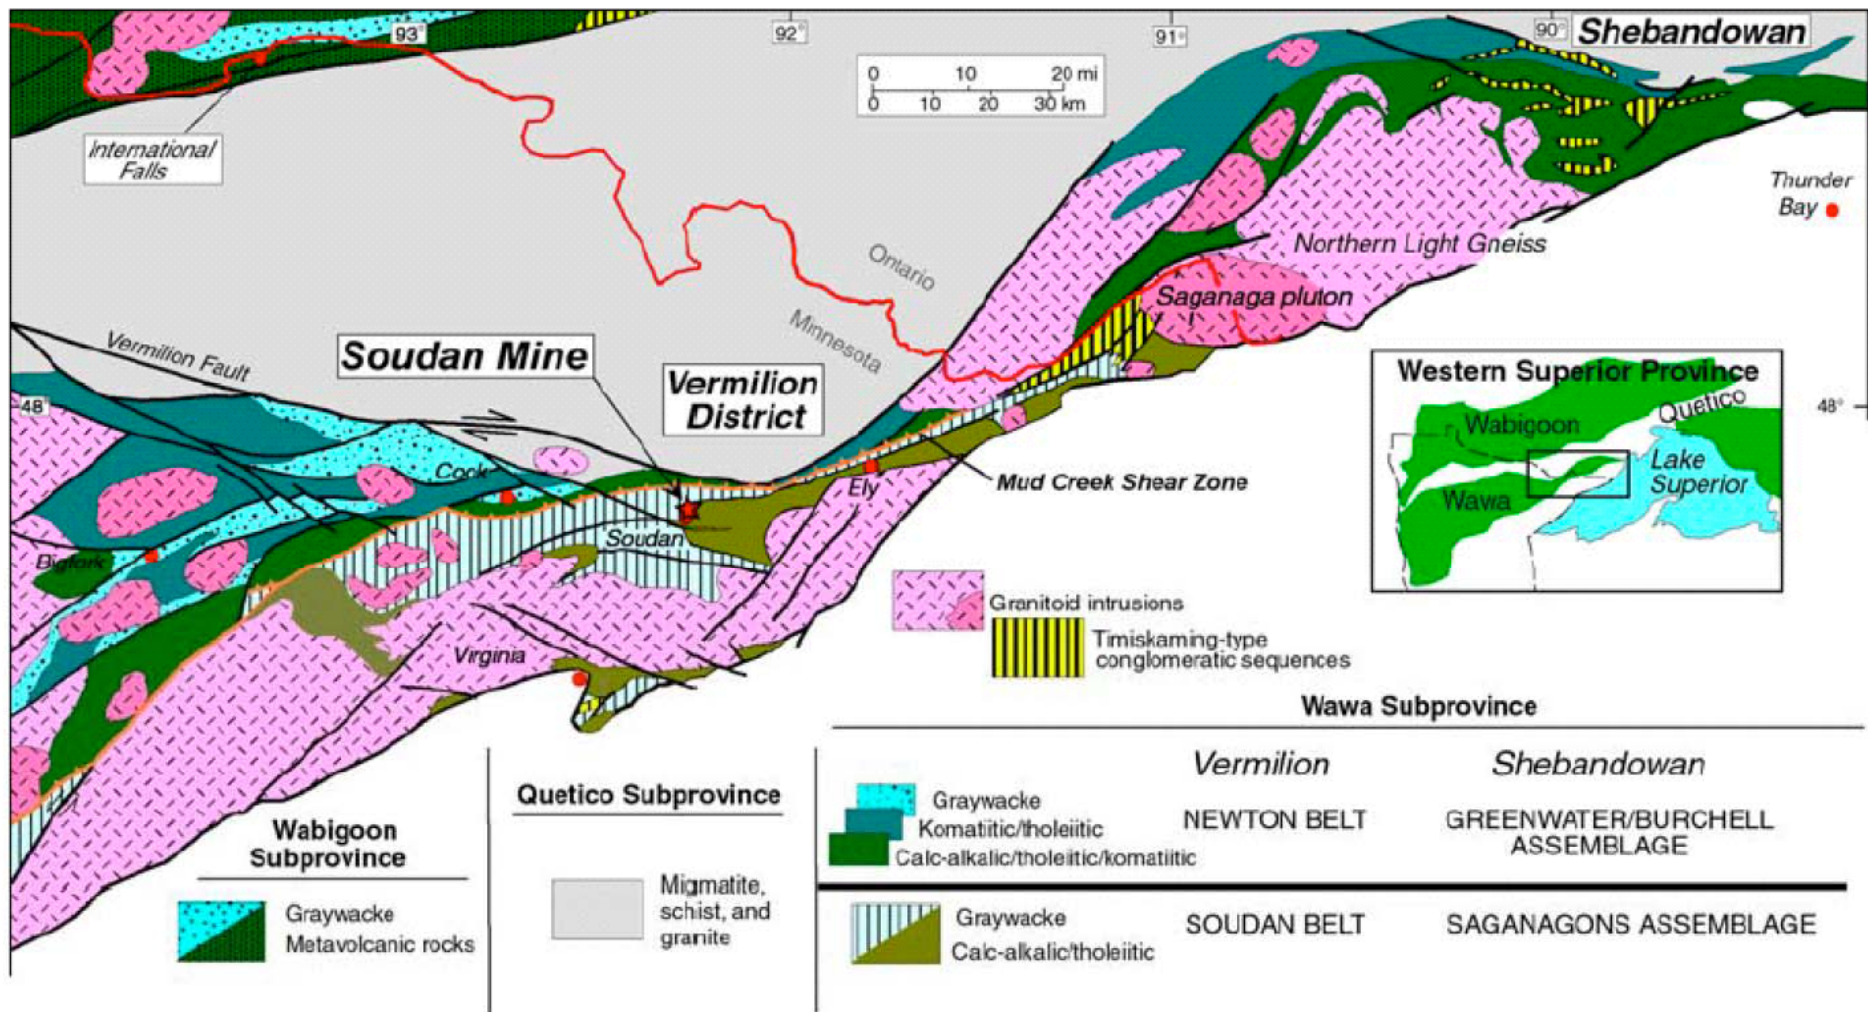 93°
92°
91°
90°
Shebandowan
0 10 20 mi
0 10 20 30 km
International
Falls
Thunder
Bay
Northern Light Gneiss
Ontario
Saganaga pluton
Minnesota
Vermilion Fault
Soudan Mine
Vermilion
District
48°
48°
Western Superior Province
Quetico
Wabigoon
Lake
Superior
Wawa
Cook
Ely
Mud Creek Shear Zone
Soudan
Bigfork
Virginia
Granitoid intrusions
Timiskaming-type
conglomeratic sequences
Wawa Subprovince
Vermilion Shebandowan
Graywacke
Komatiitic/tholeiitic NEWTON BELT GREENWATER/BURCHELL
ASSEMBLAGE
Calc-alkalic/tholeiitic/komatiitic
Graywacke SOUDAN BELT SAGANAGONS ASSEMBLAGE
Calc-alkalic/tholeiitic
Quetico Subprovince
Migmatite,
schist, and
granite
Wabigoon
Subprovince
Graywacke
Metavolcanic rocks